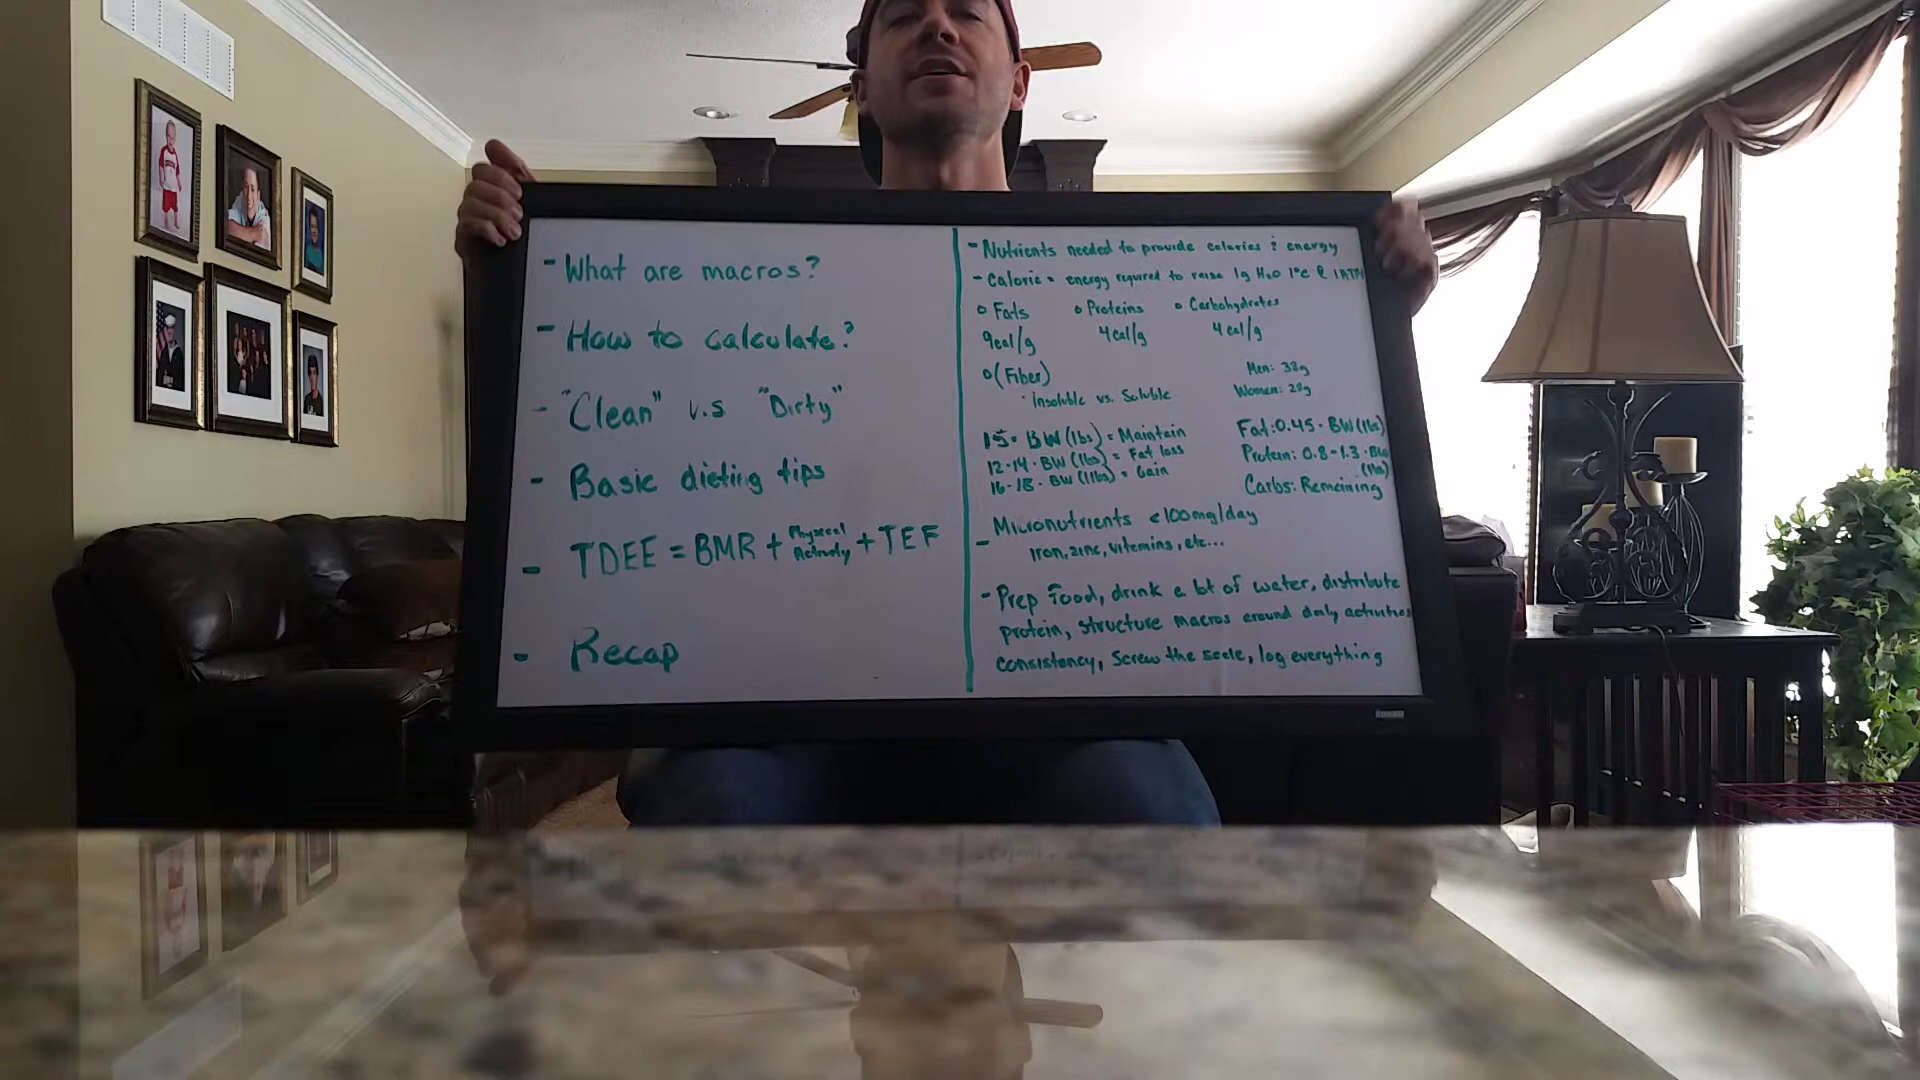 - What are macros?
- How to calculate?
- "Clean" v.s "Dirty"
- Basic dieting tips
- TDEE = BMR + Physical Activity + TEF
- Recap
- Nutrients needed to provide calories & energy
- Calorie = energy required to raise 1g H2O 1°C @ 1ATM
o Fats o Proteins o Carbohydrates
9cal/g 4cal/g 4cal/g
o (Fiber) Men: 38g
· Insoluble vs. Soluble Women: 28g
15 · BW (lbs) = Maintain
12-14 · BW (lbs) = Fat loss
16-18 · BW (lbs) = Gain
Fat: 0.45 · BW (lbs)
Protein: 0.8-1.3 · BW
(lbs)
Carbs: Remaining
- Micronutrients <100mg/day
Iron, zinc, vitamins, etc...
- Prep food, drink a lot of water, distribute
protein, structure macros around daily activities
consistency, screw the scale, log everything